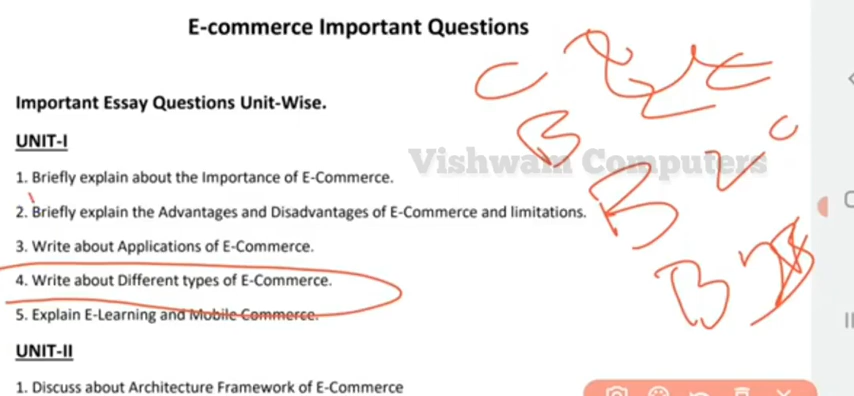 E-commerce Important Questions
Important Essay Questions Unit-Wise.
UNIT-I
Vishwam Computers
1. Briefly explain about the Importance of E-Commerce.
2. Briefly explain the Advantages and Disadvantages of E-Commerce and limitations.
3. Write about Applications of E-Commerce.
4. Write about Different types of E-Commerce.
5. Explain E-Learning and Mobile Commerce.
UNIT-II
1. Discuss about Architecture Framework of E-Commerce
B 2 C